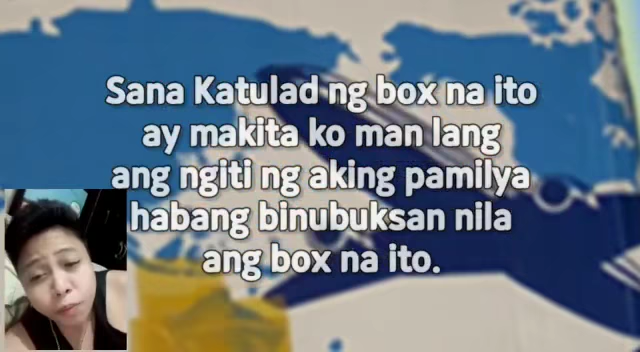 Sana Katulad ng box na ito
ay makita ko man lang
ang ngiti ng aking pamilya
habang binubuksan nila
ang box na ito.